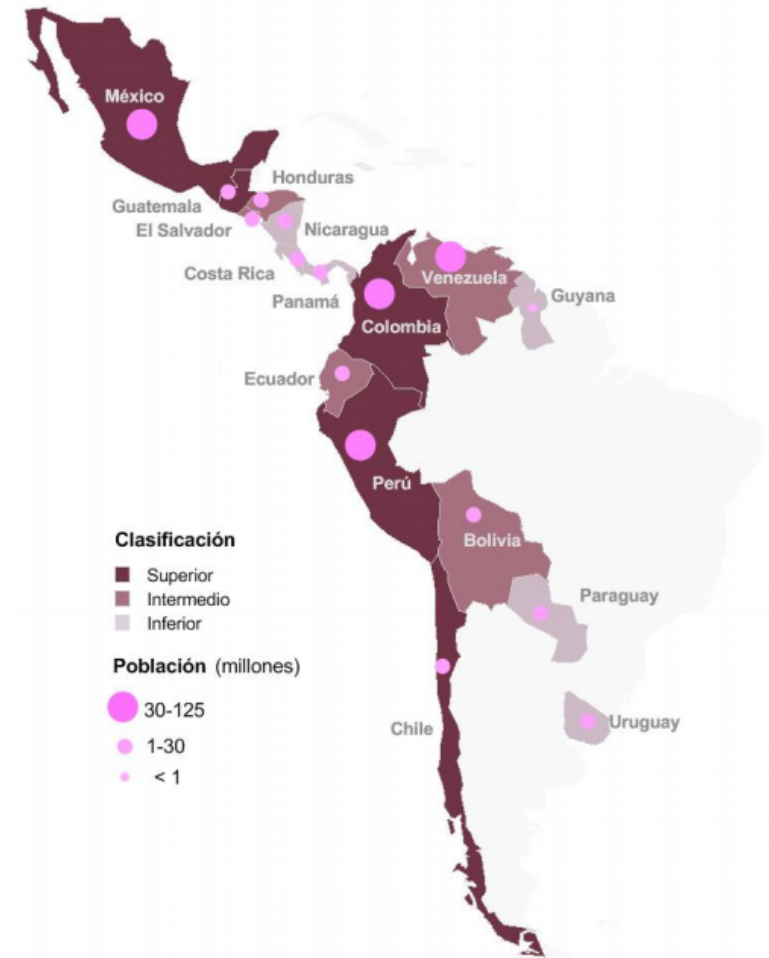 México
Honduras
Guatemala
El Salvador
Nicaragua
Costa Rica
Panamá
Venezuela
Guyana
Colombia
Ecuador
Perú
Bolivia
Paraguay
Chile
Uruguay
Clasificación
Superior
Intermedio
Inferior
Población (millones)
30-125
1-30
< 1